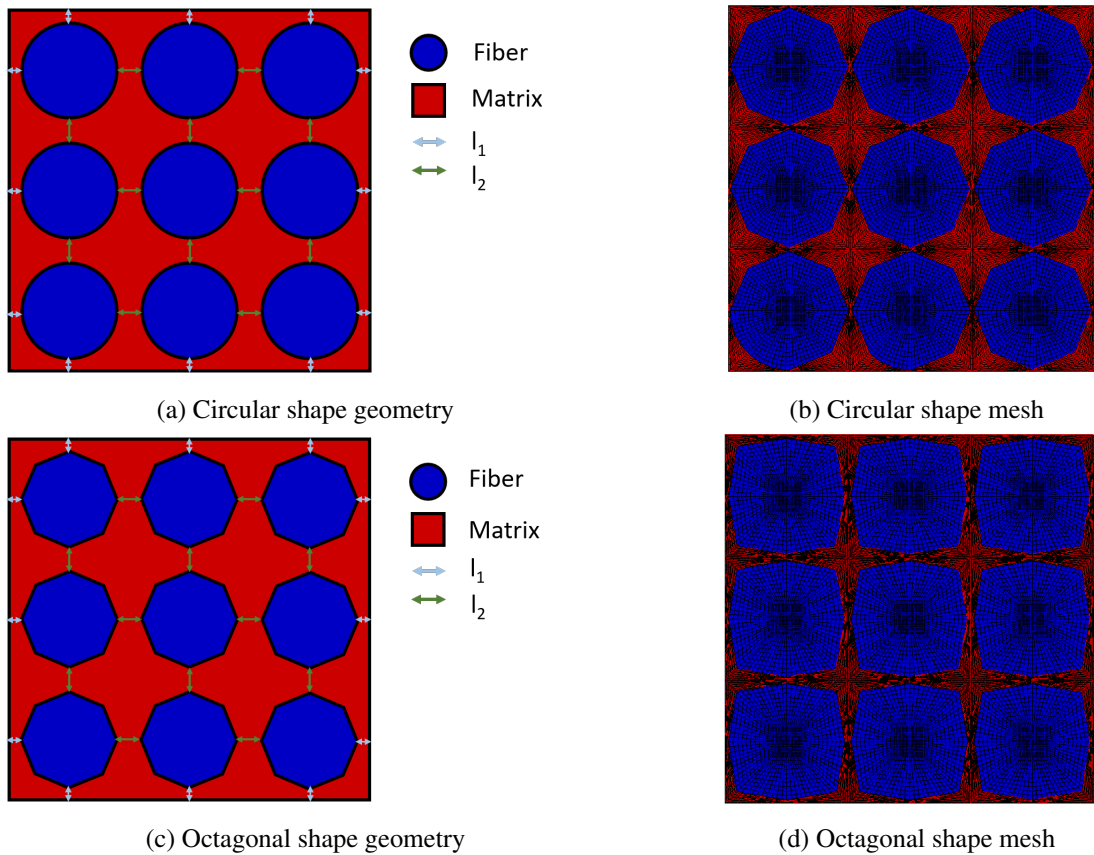 Fiber
Matrix
l₁
l₂
(a) Circular shape geometry
(b) Circular shape mesh
Fiber
Matrix
l₁
l₂
(c) Octagonal shape geometry
(d) Octagonal shape mesh